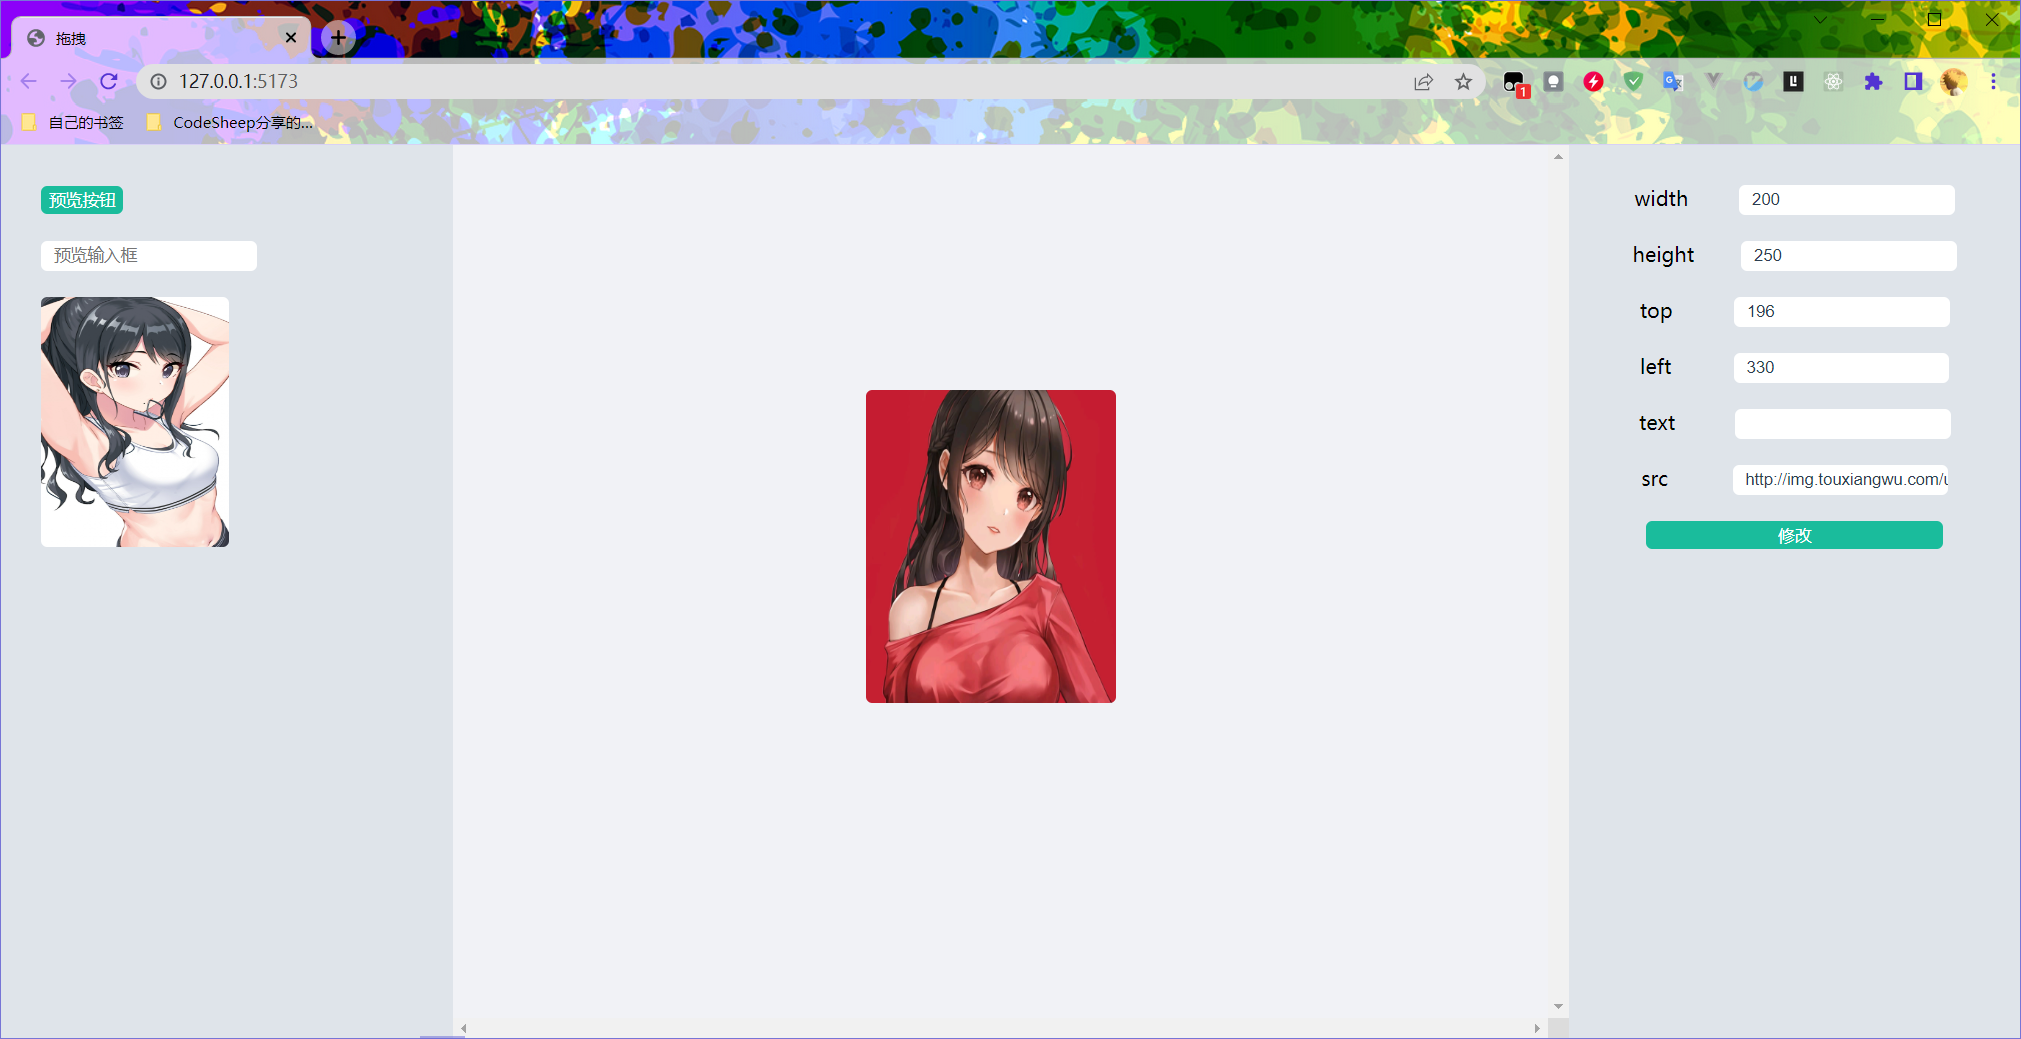 拖拽
127.0.0.1:5173
1
自己的书签
CodeSheep分享的...
预览按钮
预览输入框
width 200
height 250
top 196
left 330
text
src http://img.touxiangwu.com/u
修改